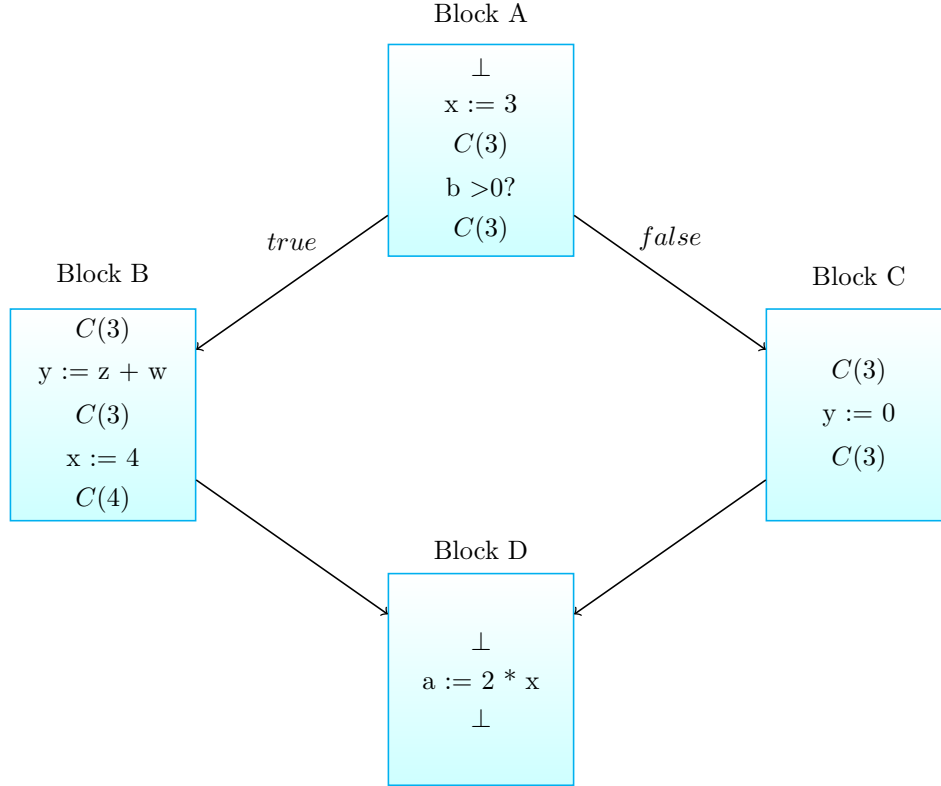 Block A
⊥
x := 3
C(3)
b >0?
C(3)
true
false
Block B
C(3)
y := z + w
C(3)
x := 4
C(4)
Block C
C(3)
y := 0
C(3)
Block D
⊥
a := 2 * x
⊥